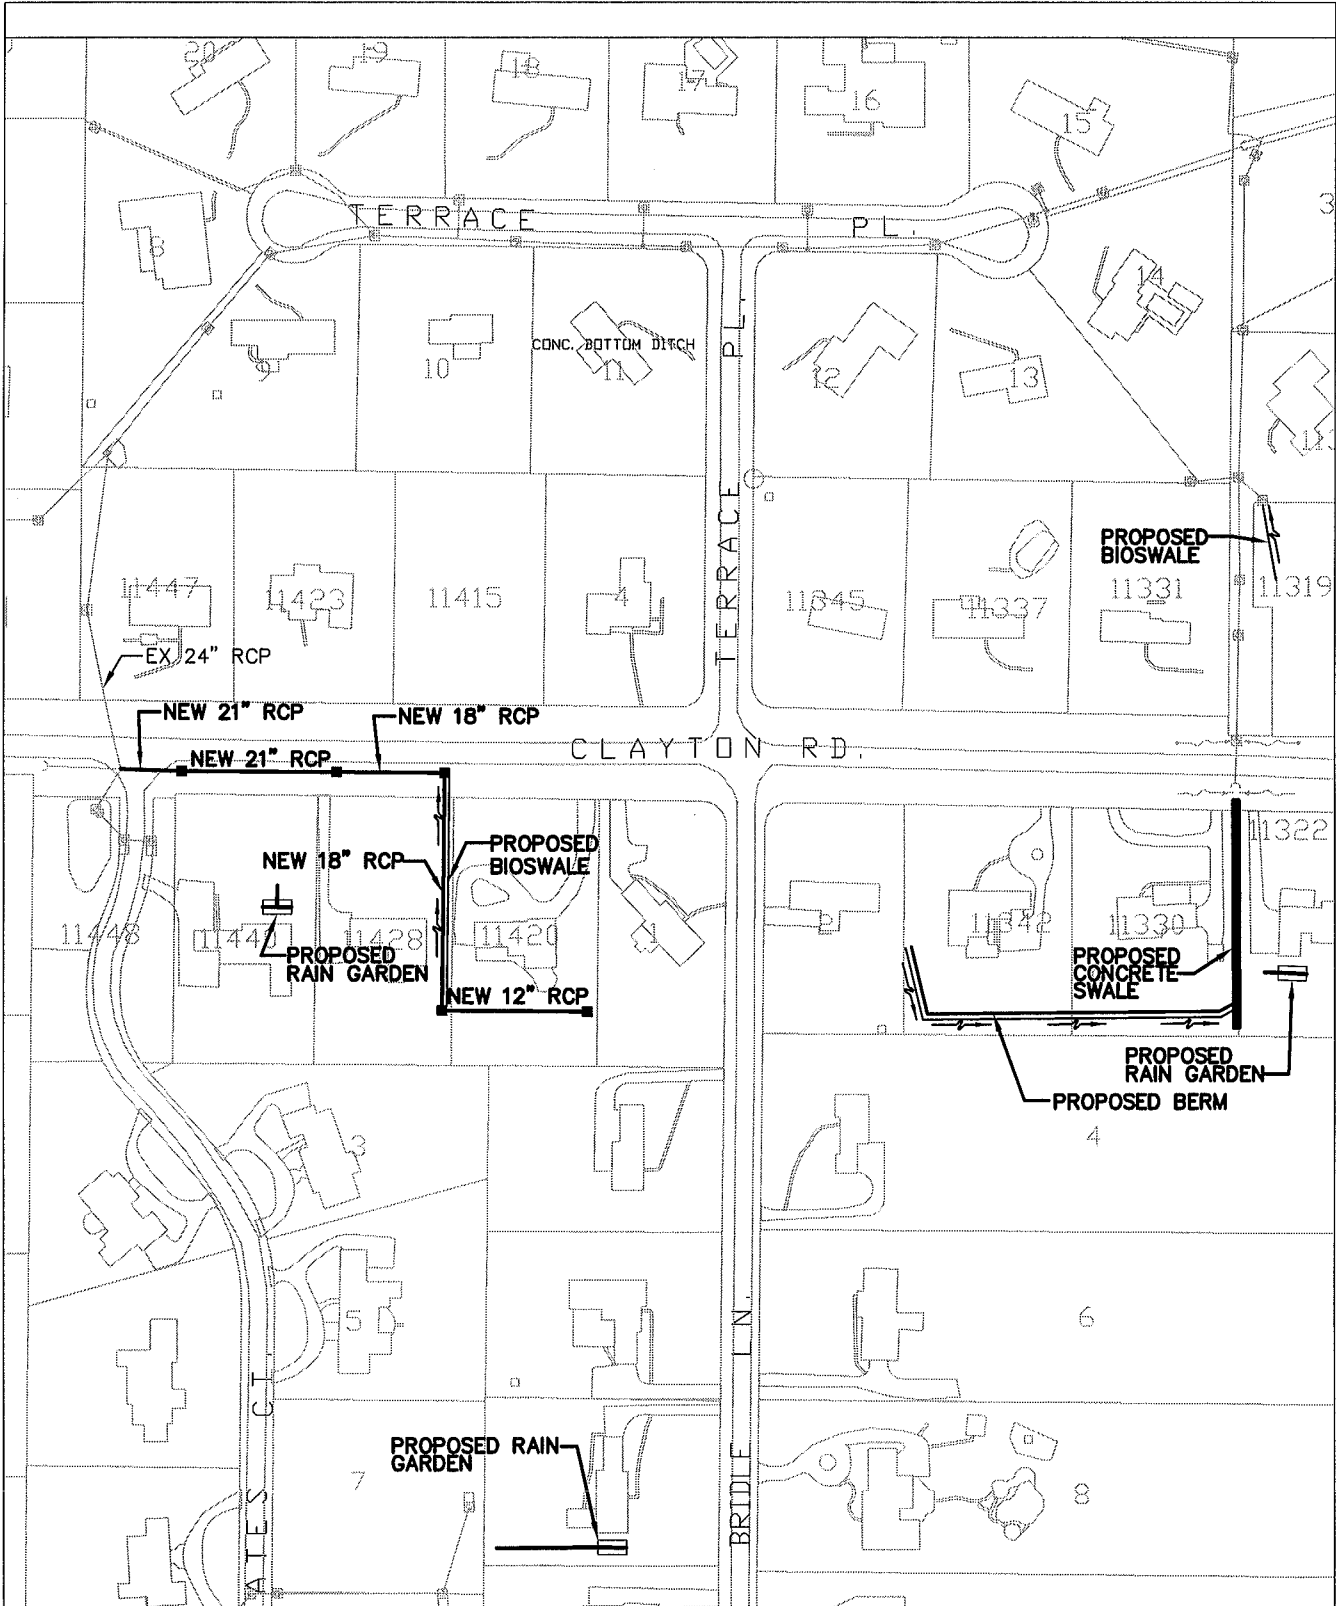 20
19
18
17
16
15
3
TERRACE PL.
8
14
TERRACE PL.
CONC. BOTTOM DITCH
9
10
11
12
13
PROPOSED
BIOSWALE
11447
11423
11415
4
11345
11337
11331
11319
EX 24" RCP
NEW 21" RCP
NEW 18" RCP
NEW 21" RCP
CLAYTON RD.
11322
PROPOSED
BIOSWALE
NEW 18" RCP
11448
11440
11428
11420
1
2
11342
11330
PROPOSED
RAIN GARDEN
PROPOSED
CONCRETE
SWALE
NEW 12" RCP
PROPOSED
RAIN GARDEN
PROPOSED BERM
3
4
5
6
BRIDLE LN.
ATES CT.
PROPOSED RAIN
GARDEN
7
8